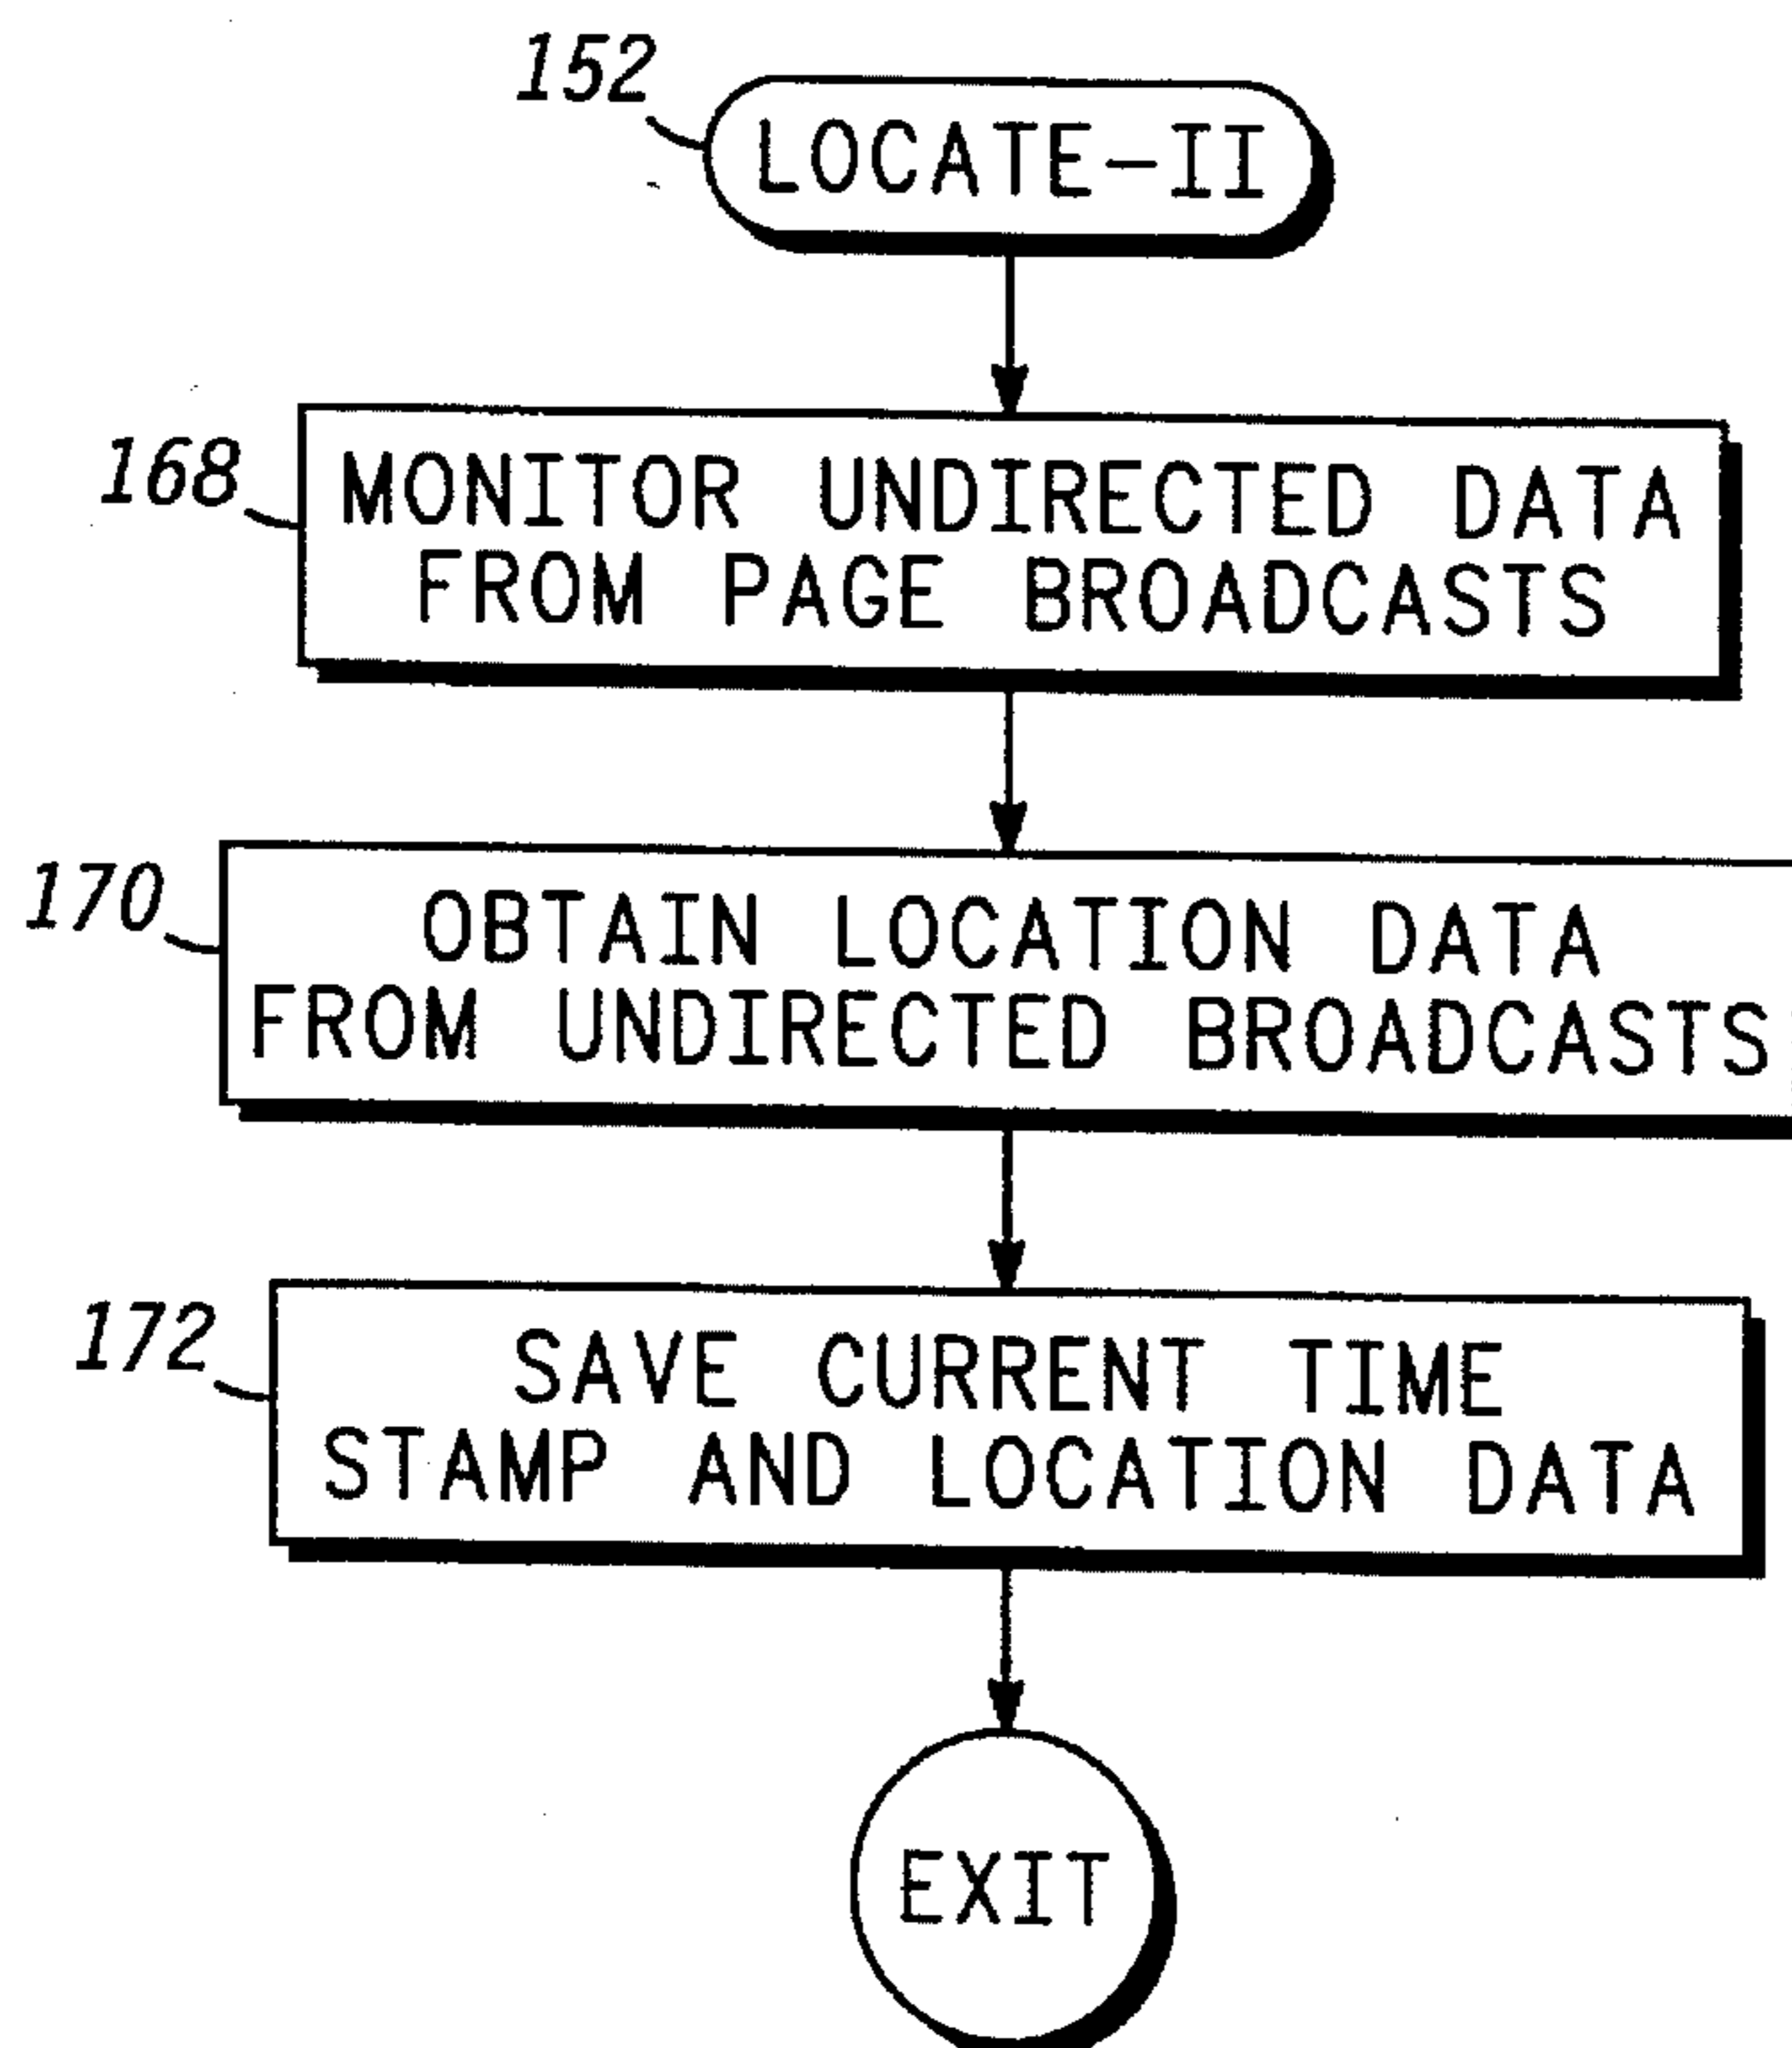 152
LOCATE-II
168
MONITOR UNDIRECTED DATA
FROM PAGE BROADCASTS
170
OBTAIN LOCATION DATA
FROM UNDIRECTED BROADCASTS
172
SAVE CURRENT TIME
STAMP AND LOCATION DATA
EXIT